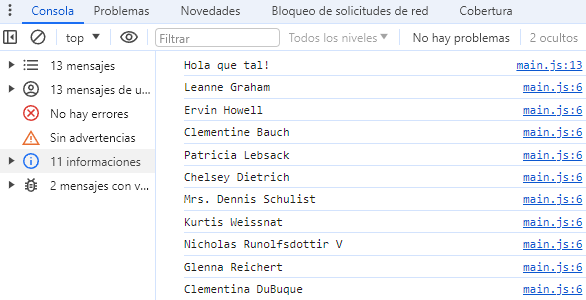 Consola Problemas Novedades Bloqueo de solicitudes de red Cobertura
top Filtrar Todos los niveles No hay problemas 2 ocultos
13 mensajes
13 mensajes de u...
No hay errores
Sin advertencias
11 informaciones
2 mensajes con v...
Hola que tal! main.js:13
Leanne Graham main.js:6
Ervin Howell main.js:6
Clementine Bauch main.js:6
Patricia Lebsack main.js:6
Chelsey Dietrich main.js:6
Mrs. Dennis Schulist main.js:6
Kurtis Weissnat main.js:6
Nicholas Runolfsdottir V main.js:6
Glenna Reichert main.js:6
Clementina DuBuque main.js:6